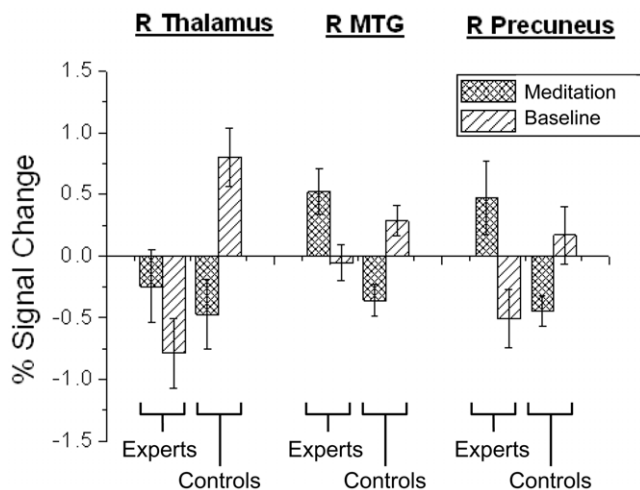 R Thalamus R MTG R Precuneus
1.5
1.0
0.5
0.0
-0.5
-1.0
-1.5
% Signal Change
Meditation
Baseline
Experts Experts Experts
Controls Controls Controls